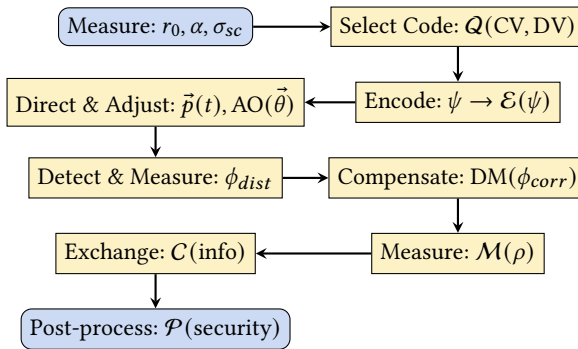 Measure: r₀, α, σ_sc
Select Code: 𝒬(CV, DV)
Encode: ψ → ℰ(ψ)
Direct & Adjust: p⃗(t), AO(θ⃗)
Detect & Measure: ϕ_dist
Compensate: DM(ϕ_corr)
Measure: ℳ(ρ)
Exchange: 𝒞(info)
Post-process: 𝒫(security)